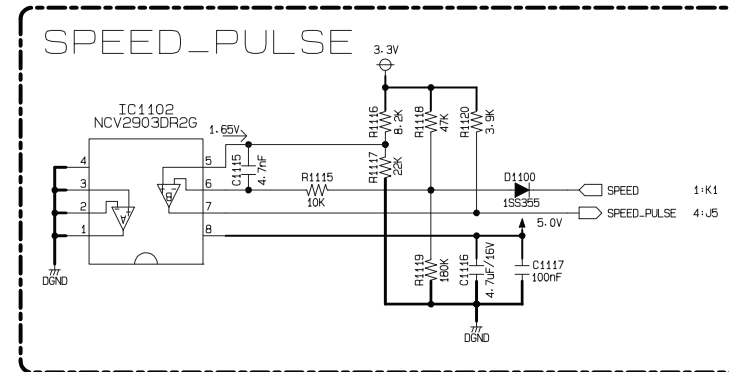 SPEED_PULSE
3.3V
IC1102
NCV2903DR2G
1.65V
R1116
8.2K
R1118
47K
R1120
3.9K
4
3
2
1
5
6
7
8
A
B
C1115
4.7nF
R1117
22K
R1115
10K
D1100
1SS355
SPEED
1:K1
SPEED_PULSE
4:J5
5.0V
R1119
180K
C1116
4.7uF/16V
C1117
100nF
DGND
DGND